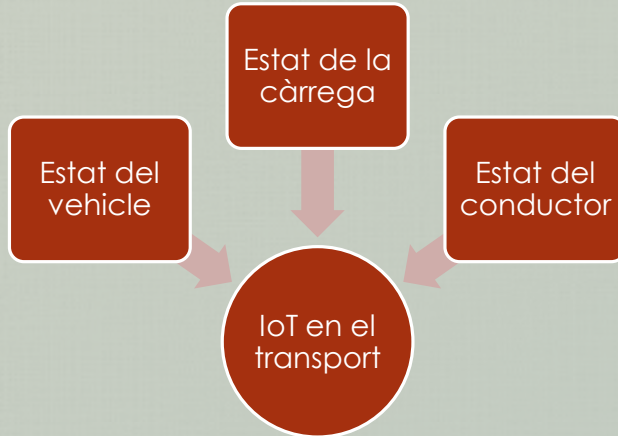 Estat de la
càrrega
Estat del
vehicle
Estat del
conductor
IoT en el
transport